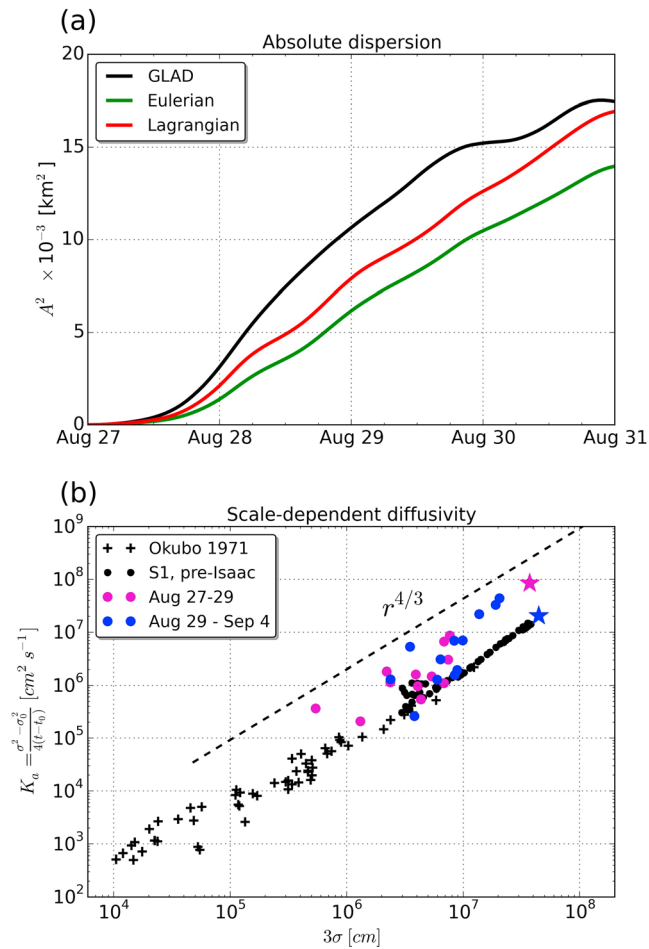 (a)
Absolute dispersion
20
15
10
5
0
A² × 10⁻³ [km²]
GLAD
Eulerian
Lagrangian
Aug 27 Aug 28 Aug 29 Aug 30 Aug 31
(b)
Scale-dependent diffusivity
10⁹
10⁸
10⁷
10⁶
10⁵
10⁴
10³
10²
K_a = \frac{σ² − σ₀²}{4(t−t₀)} [cm² s⁻¹]
Okubo 1971
S1, pre-Isaac
Aug 27-29
Aug 29 - Sep 4
r^{4/3}
10⁴ 10⁵ 10⁶ 10⁷ 10⁸
3σ [cm]